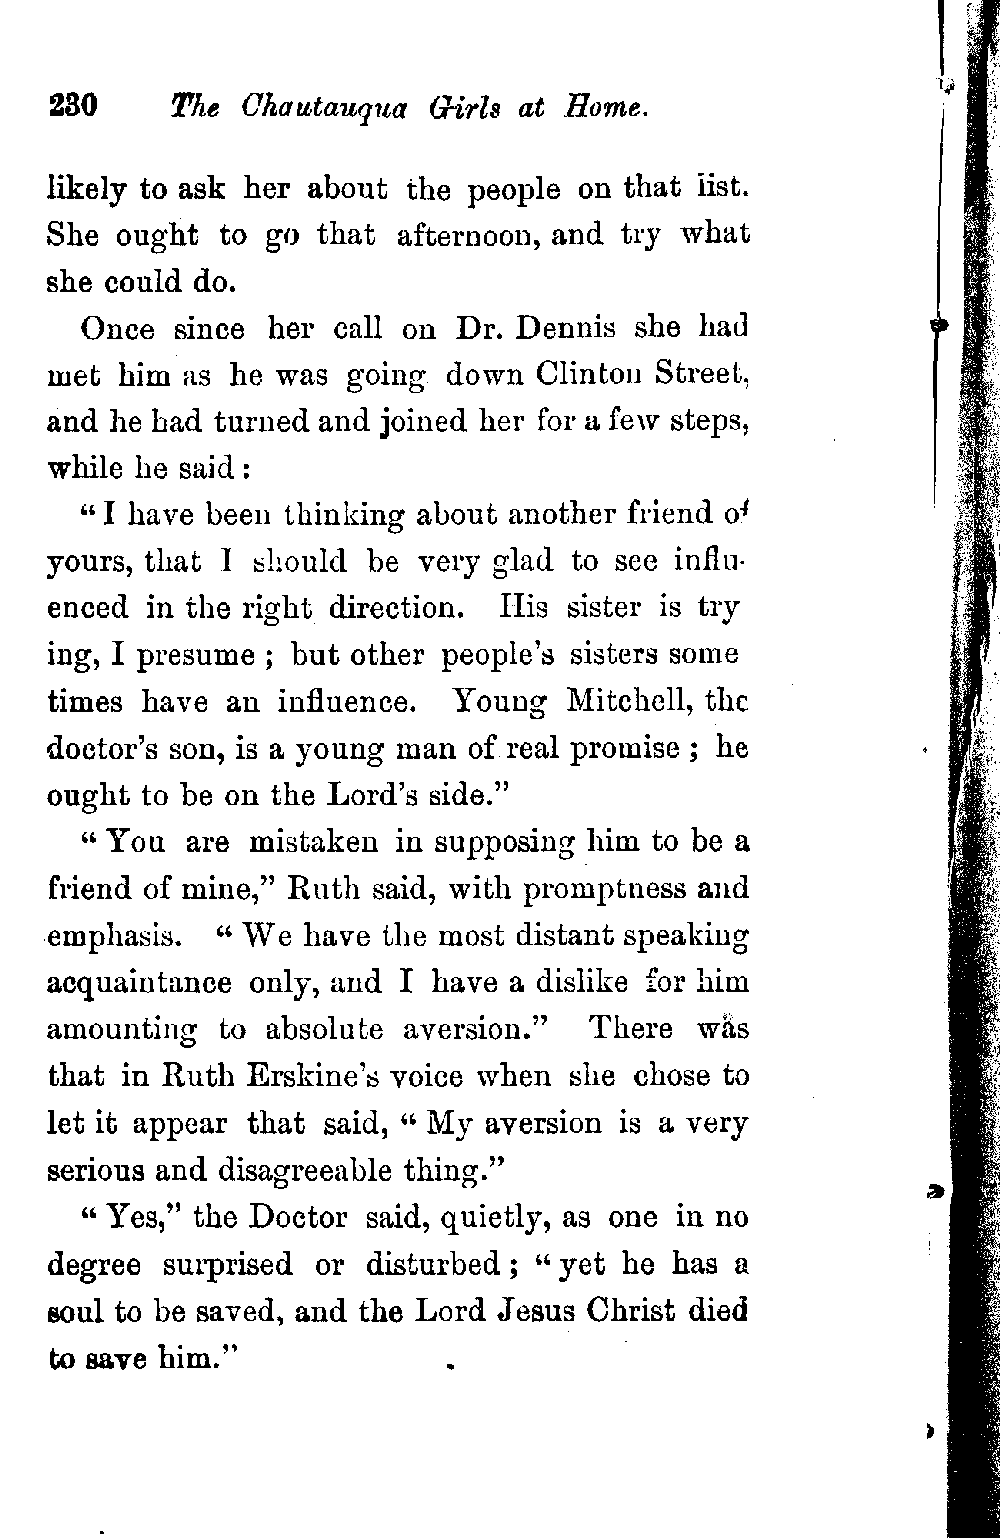 230 The Chautauqua Girls at Home.
likely to ask her about the people on that list.
She ought to go that afternoon, and try what
she could do.
Once since her call on Dr. Dennis she had
met him as he was going down Clinton Street,
and he had turned and joined her for a few steps,
while he said:
“I have been thinking about another friend of
yours, that I should be very glad to see influ-
enced in the right direction. His sister is try
ing, I presume; but other people's sisters some
times have an influence. Young Mitchell, the
doctor's son, is a young man of real promise; he
ought to be on the Lord's side.”
“You are mistaken in supposing him to be a
friend of mine,” Ruth said, with promptness and
emphasis. “We have the most distant speaking
acquaintance only, and I have a dislike for him
amounting to absolute aversion.” There was
that in Ruth Erskine's voice when she chose to
let it appear that said, “My aversion is a very
serious and disagreeable thing.”
“Yes,” the Doctor said, quietly, as one in no
degree surprised or disturbed; “yet he has a
soul to be saved, and the Lord Jesus Christ died
to save him.”